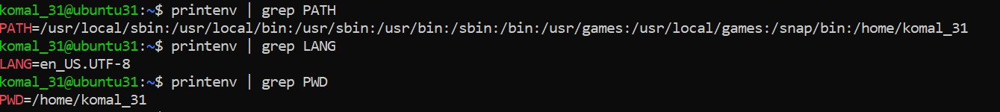 komal_31@ubuntu31:~$ printenv | grep PATH
PATH=/usr/local/sbin:/usr/local/bin:/usr/sbin:/usr/bin:/sbin:/bin:/usr/games:/usr/local/games:/snap/bin:/home/komal_31
komal_31@ubuntu31:~$ printenv | grep LANG
LANG=en_US.UTF-8
komal_31@ubuntu31:~$ printenv | grep PWD
PWD=/home/komal_31